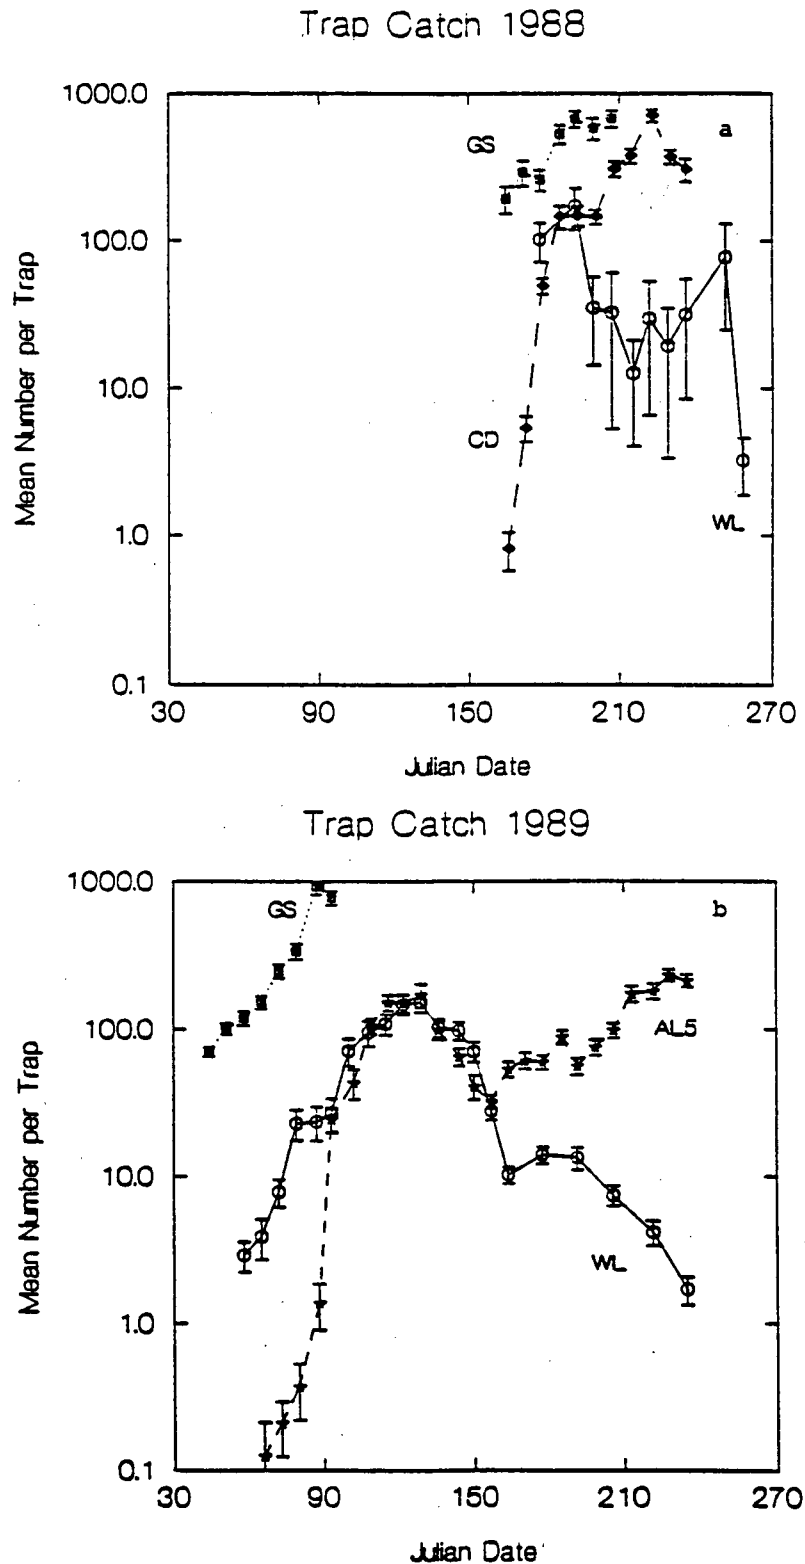 Trap Catch 1988
1000.0
a
GS
100.0
Mean Number per Trap
10.0
CD
WL
1.0
0.1
30 90 150 210 270
Julian Date
Trap Catch 1989
1000.0
GS
b
100.0
AL5
Mean Number per Trap
10.0
WL
1.0
0.1
30 90 150 210 270
Julian Date